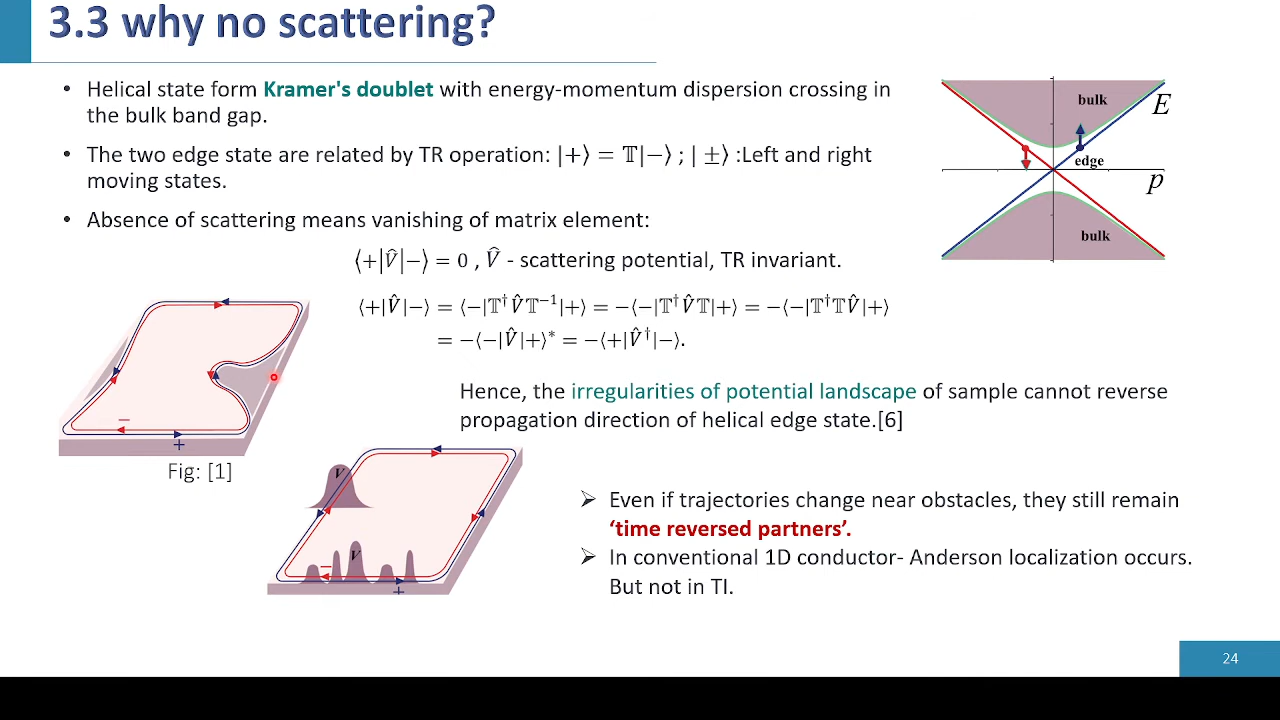 3.3 why no scattering?
• Helical state form Kramer's doublet with energy-momentum dispersion crossing in
the bulk band gap.
• The two edge state are related by TR operation: |+⟩ = 𝕋|−⟩ ; | ±⟩ :Left and right
moving states.
• Absence of scattering means vanishing of matrix element:
⟨+|V̂|−⟩ = 0 , V̂ - scattering potential, TR invariant.
⟨+|V̂|−⟩ = ⟨−|𝕋†V̂𝕋⁻¹|+⟩ = −⟨−|𝕋†V̂𝕋|+⟩ = −⟨−|𝕋†𝕋V̂|+⟩
= −⟨−|V̂|+⟩* = −⟨+|V̂†|−⟩.
bulk
E
edge
p
bulk
−
+
Fig: [1]
Hence, the irregularities of potential landscape of sample cannot reverse
propagation direction of helical edge state.[6]
V
V
−
+
➢ Even if trajectories change near obstacles, they still remain
‘time reversed partners’.
➢ In conventional 1D conductor- Anderson localization occurs.
But not in TI.
24